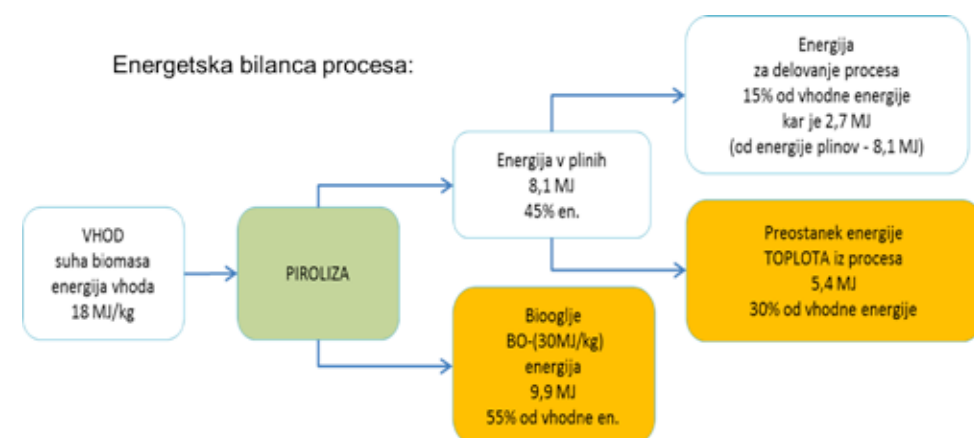 Energetska bilanca procesa:
VHOD
suha biomasa
energija vhoda
18 MJ/kg
PIROLIZA
Energija v plinih
8,1 MJ
45% en.
Energija
za delovanje procesa
15% od vhodne energije
kar je 2,7 MJ
(od energije plinov - 8,1 MJ)
Preostanek energije
TOPLOTA iz procesa
5,4 MJ
30% od vhodne energije
Biooglje
BO-(30MJ/kg)
energija
9,9 MJ
55% od vhodne en.